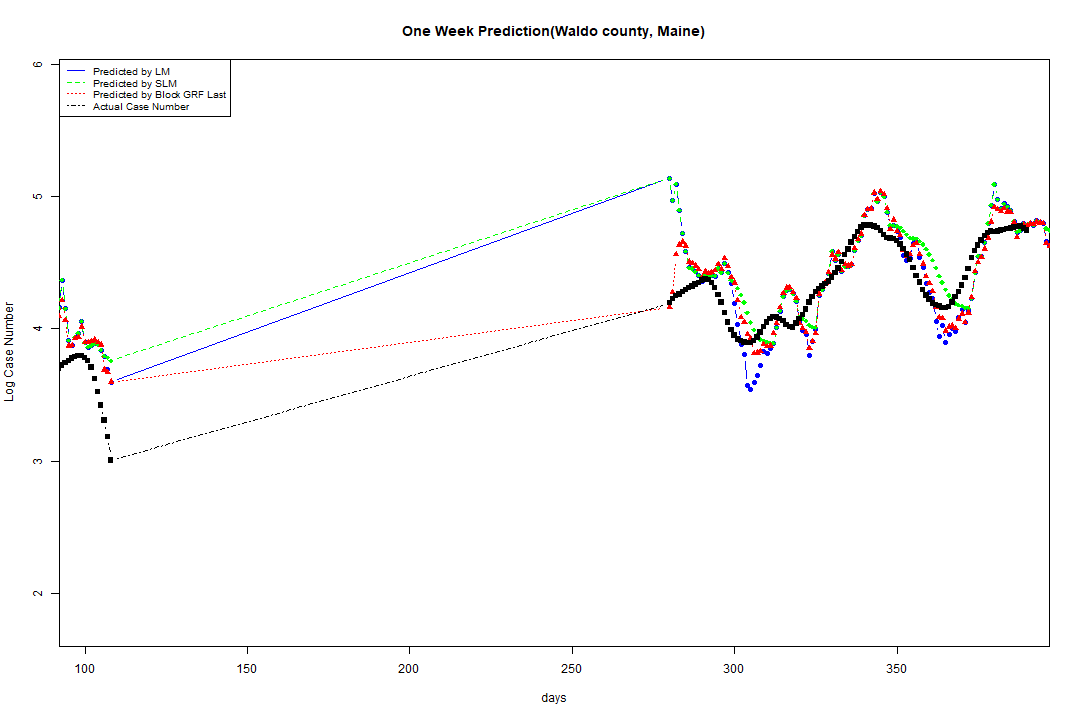 One Week Prediction(Waldo county, Maine)
Predicted by LM
Predicted by SLM
Predicted by Block GRF Last
Actual Case Number
6
5
4
3
2
Log Case Number
100 150 200 250 300 350
days